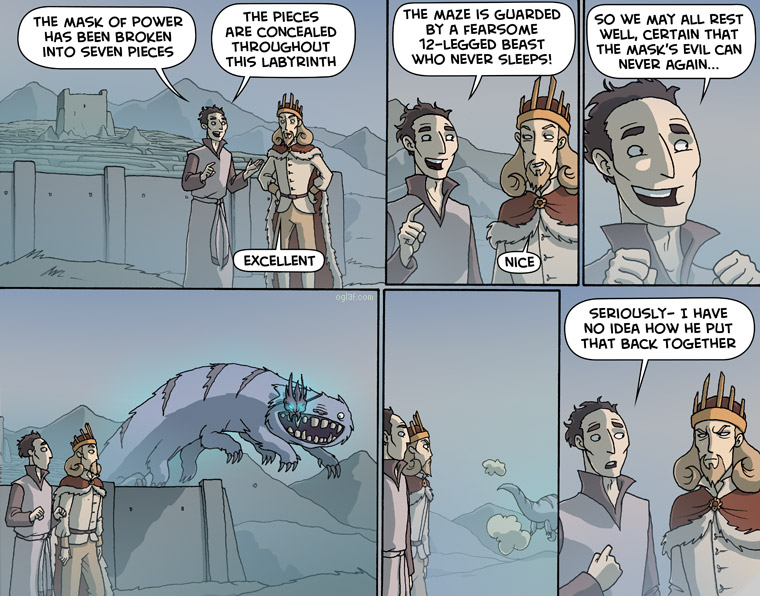 THE MASK OF POWER
HAS BEEN BROKEN
INTO SEVEN PIECES
THE PIECES
ARE CONCEALED
THROUGHOUT
THIS LABYRINTH
EXCELLENT
THE MAZE IS GUARDED
BY A FEARSOME
12-LEGGED BEAST
WHO NEVER SLEEPS!
NICE
SO WE MAY ALL REST
WELL, CERTAIN THAT
THE MASK'S EVIL CAN
NEVER AGAIN...
oglaf.com
SERIOUSLY- I HAVE
NO IDEA HOW HE PUT
THAT BACK TOGETHER